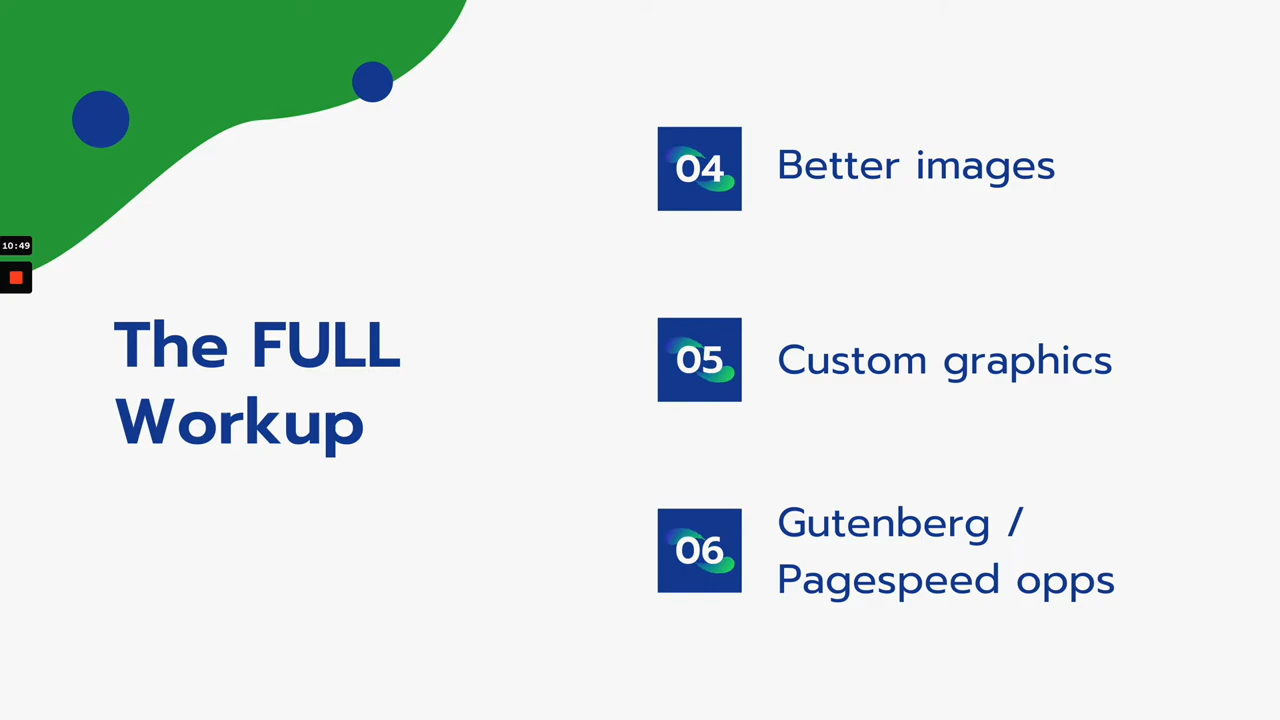 10:49
The FULL
Workup
04
Better images
05
Custom graphics
06
Gutenberg /
Pagespeed opps